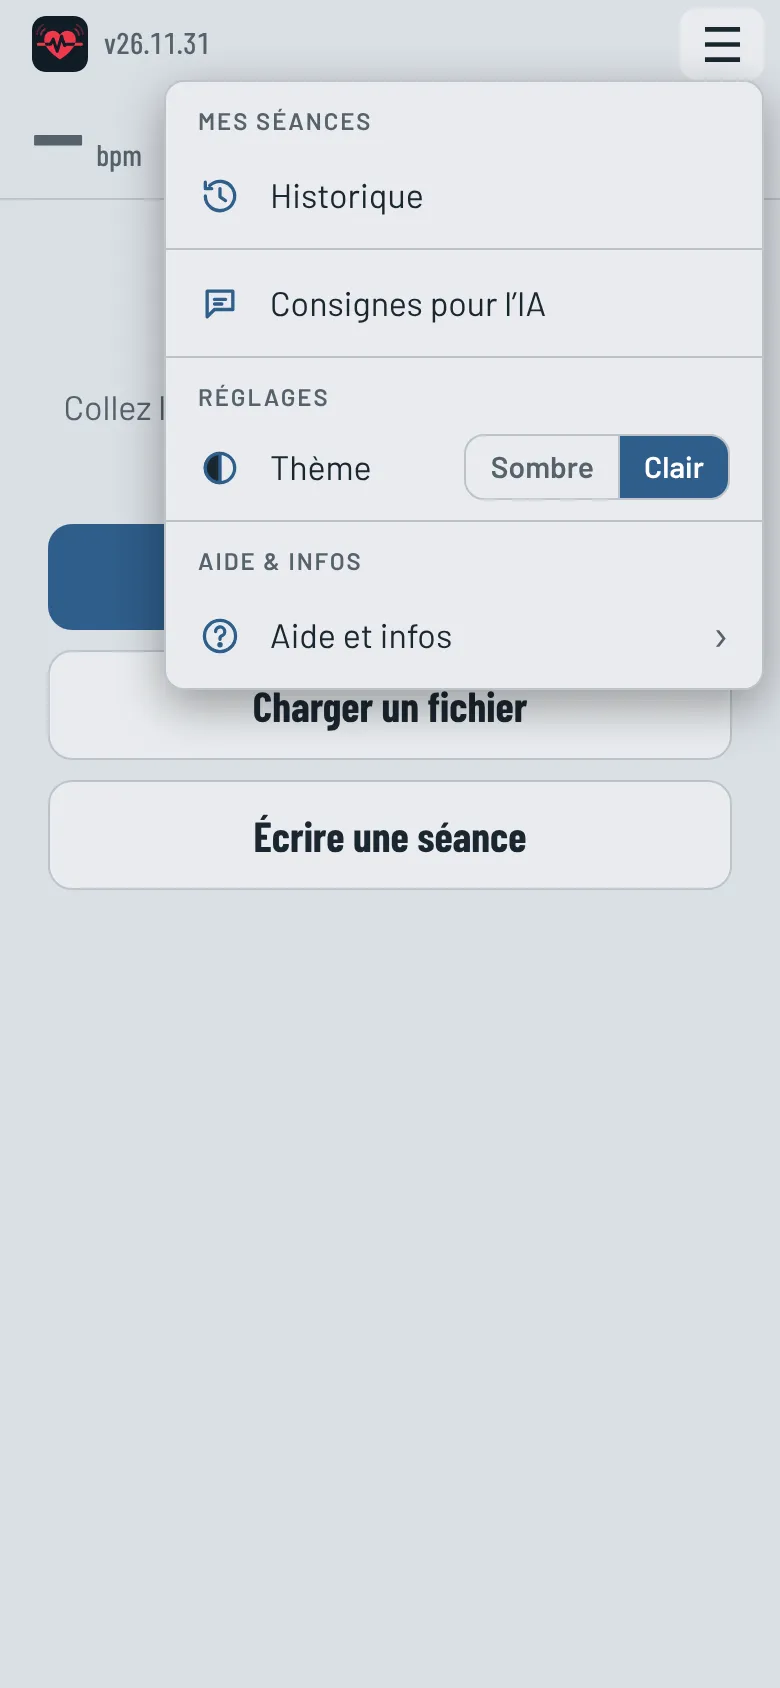 v26.11.31
bpm
MES SÉANCES
Historique
Consignes pour l’IA
Collez
RÉGLAGES
Thème
Sombre
Clair
AIDE & INFOS
Aide et infos ›
Charger un fichier
Écrire une séance